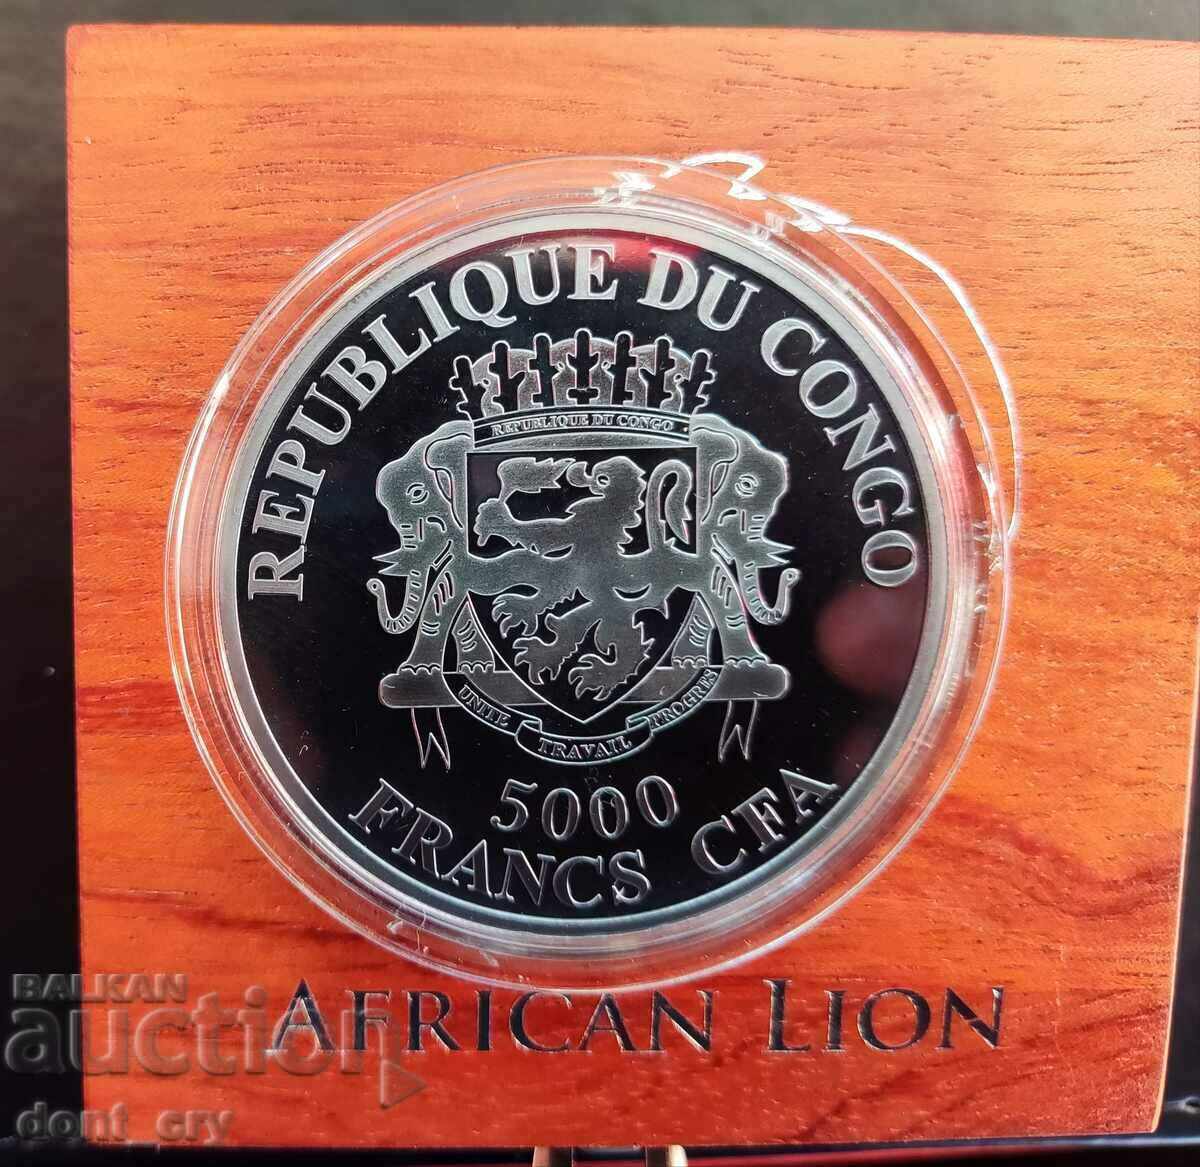 REPUBLIQUE DU CONGO
REPUBLIQUE DU CONGO
UNITE TRAVAIL PROGRES
5000
FRANCS CFA
AFRICAN LION
BALKAN
auction
dont_cry